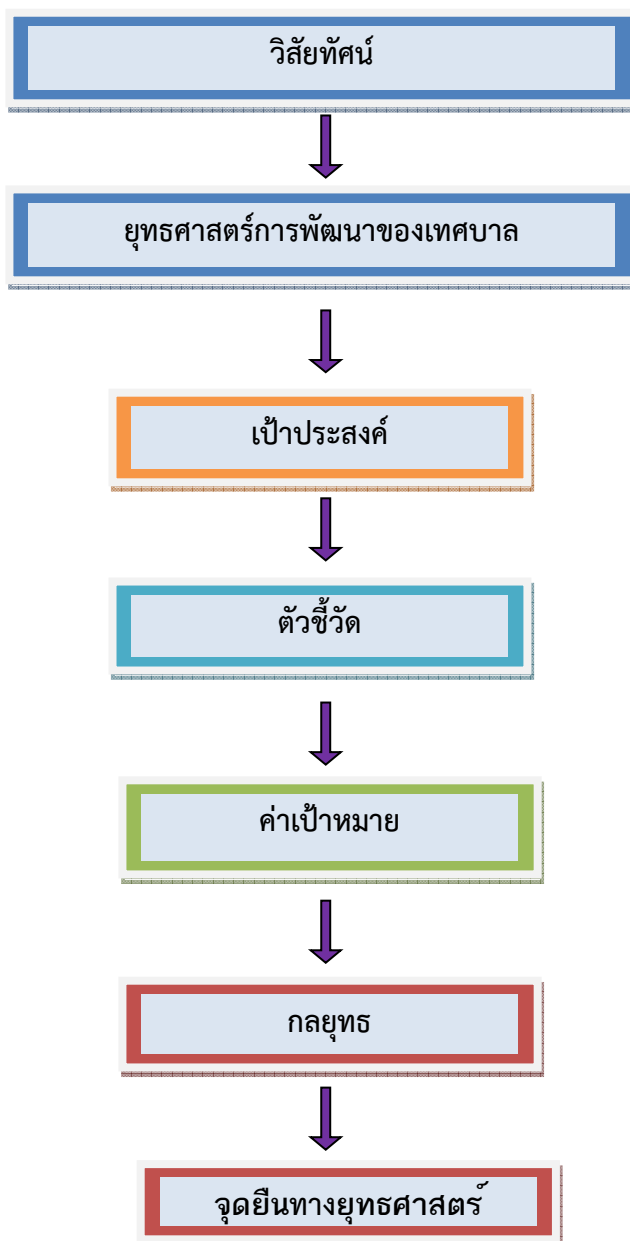 วิสัยทัศน์
ยุทธศาสตร์การพัฒนาของเทศบาล
เป้าประสงค์
ตัวชี้วัด
ค่าเป้าหมาย
กลยุทธ
จุดยืนทางยุทธศาสตร์